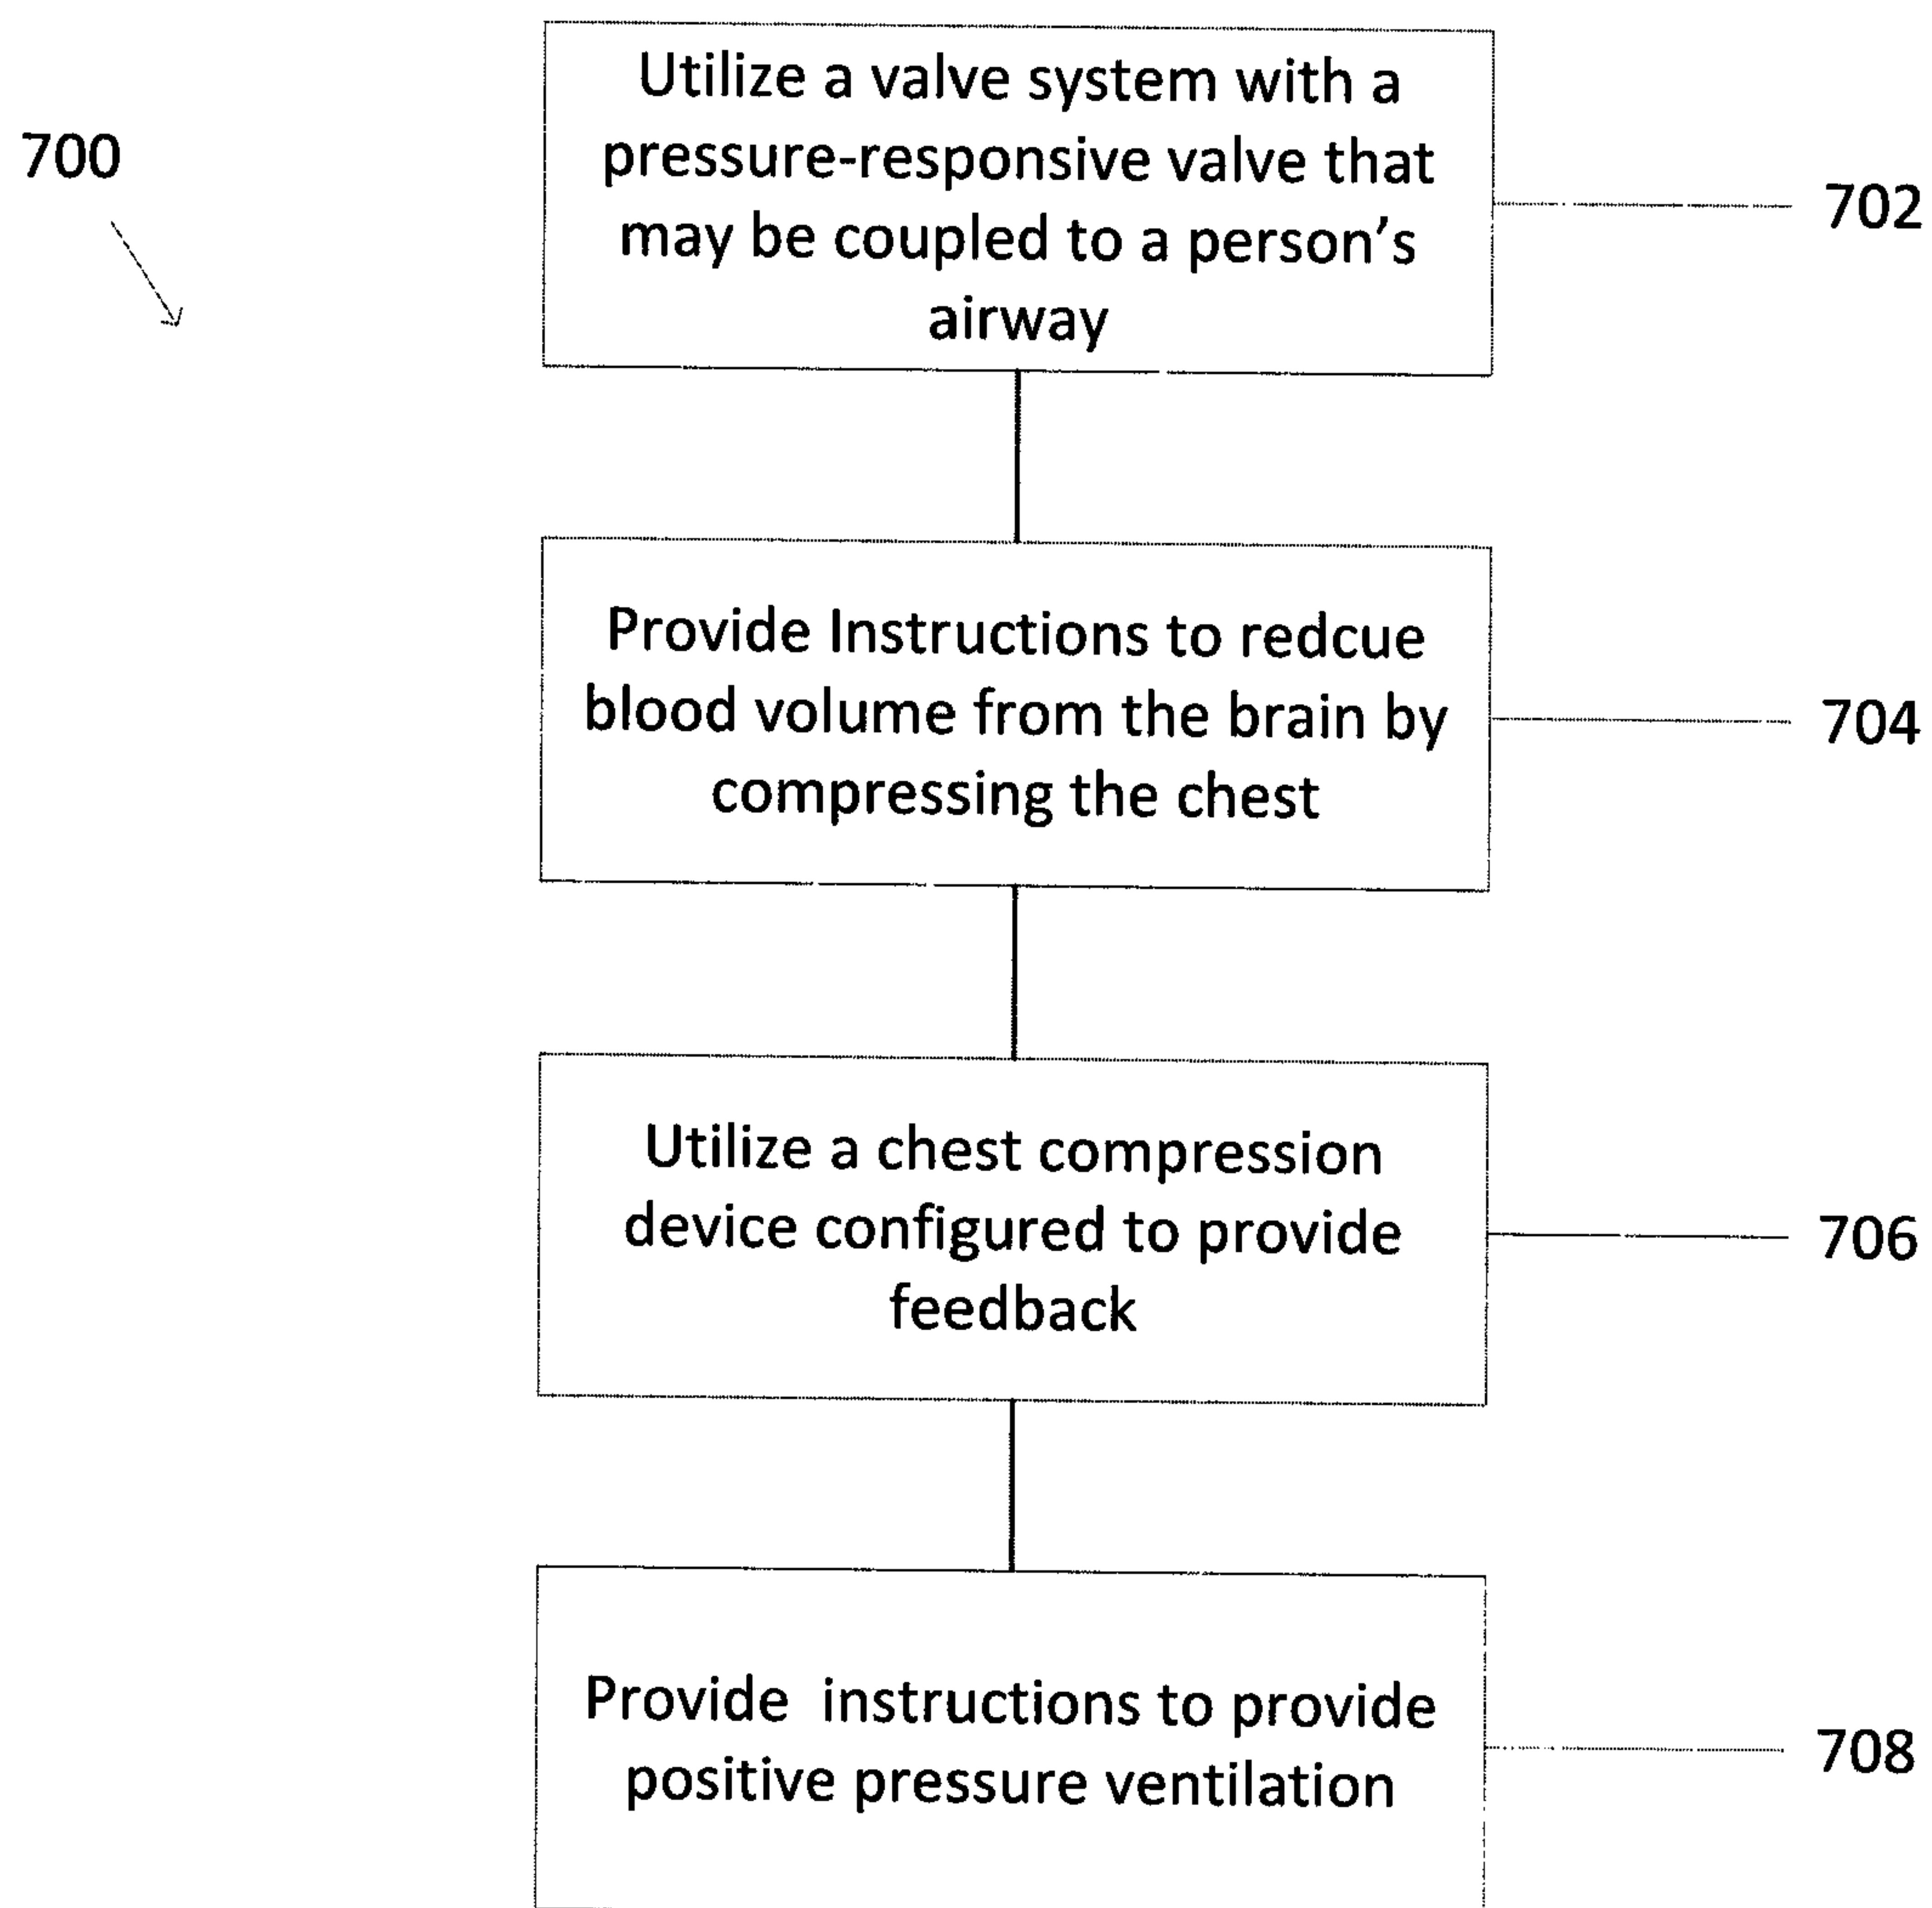 700
Utilize a valve system with a
pressure-responsive valve that
may be coupled to a person's
airway
702
Provide Instructions to redcue
blood volume from the brain by
compressing the chest
704
Utilize a chest compression
device configured to provide
feedback
706
Provide  instructions to provide
positive pressure ventilation
708